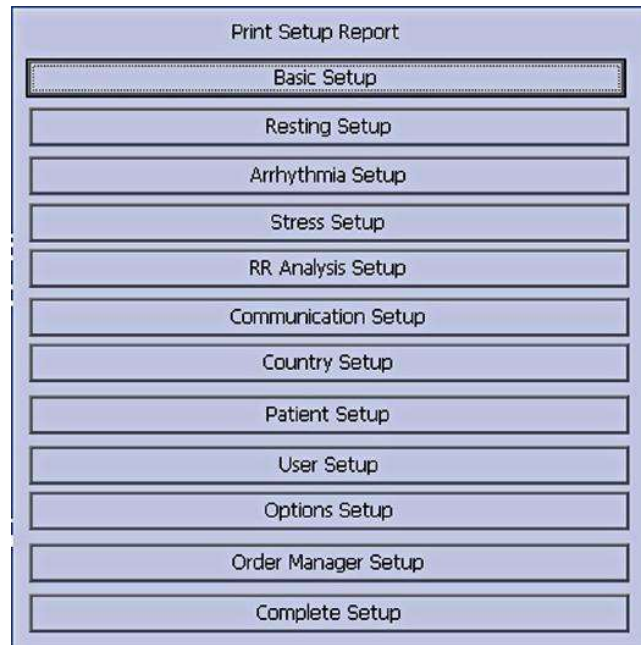 Print Setup Report
Basic Setup
Resting Setup
Arrhythmia Setup
Stress Setup
RR Analysis Setup
Communication Setup
Country Setup
Patient Setup
User Setup
Options Setup
Order Manager Setup
Complete Setup